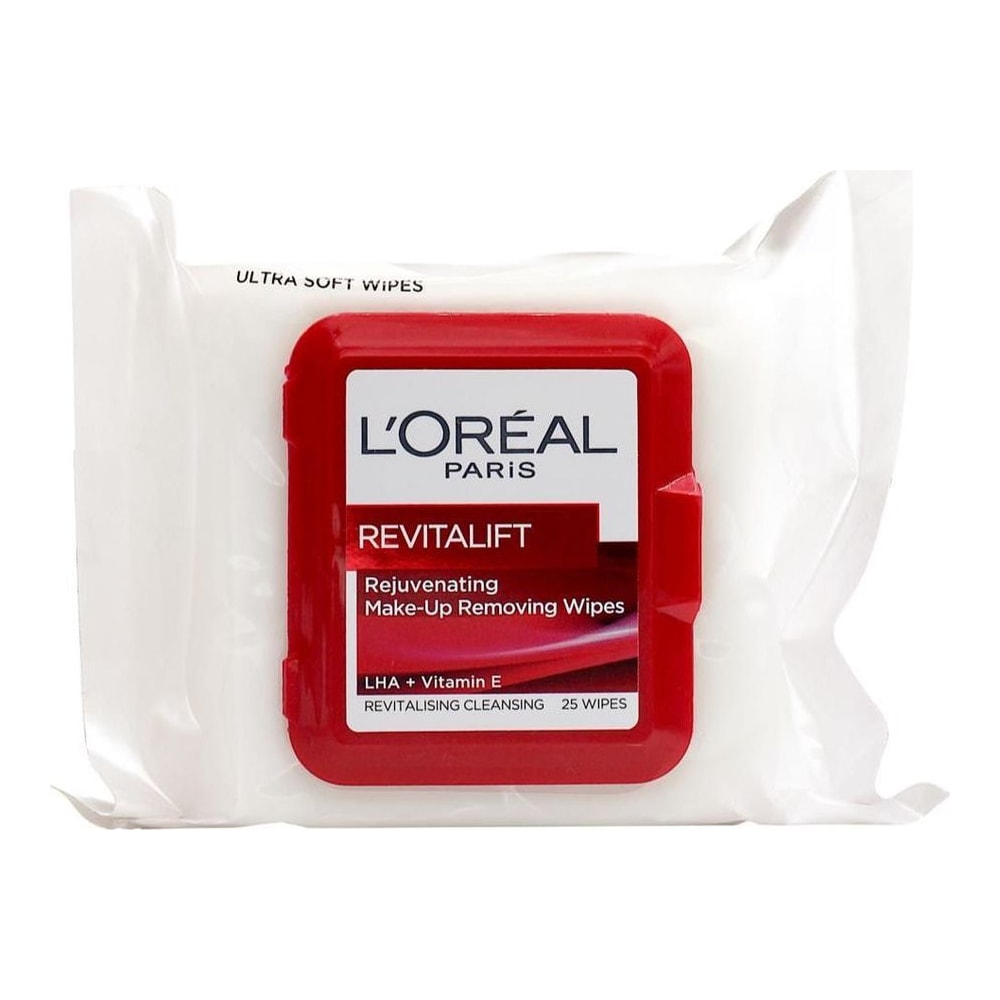 ULTRA SOFT WIPES
L'ORÉAL
PARiS
REVITALIFT
Rejuvenating
Make-Up Removing Wipes
LHA + Vitamin E
REVITALISING CLEANSING 25 WIPES